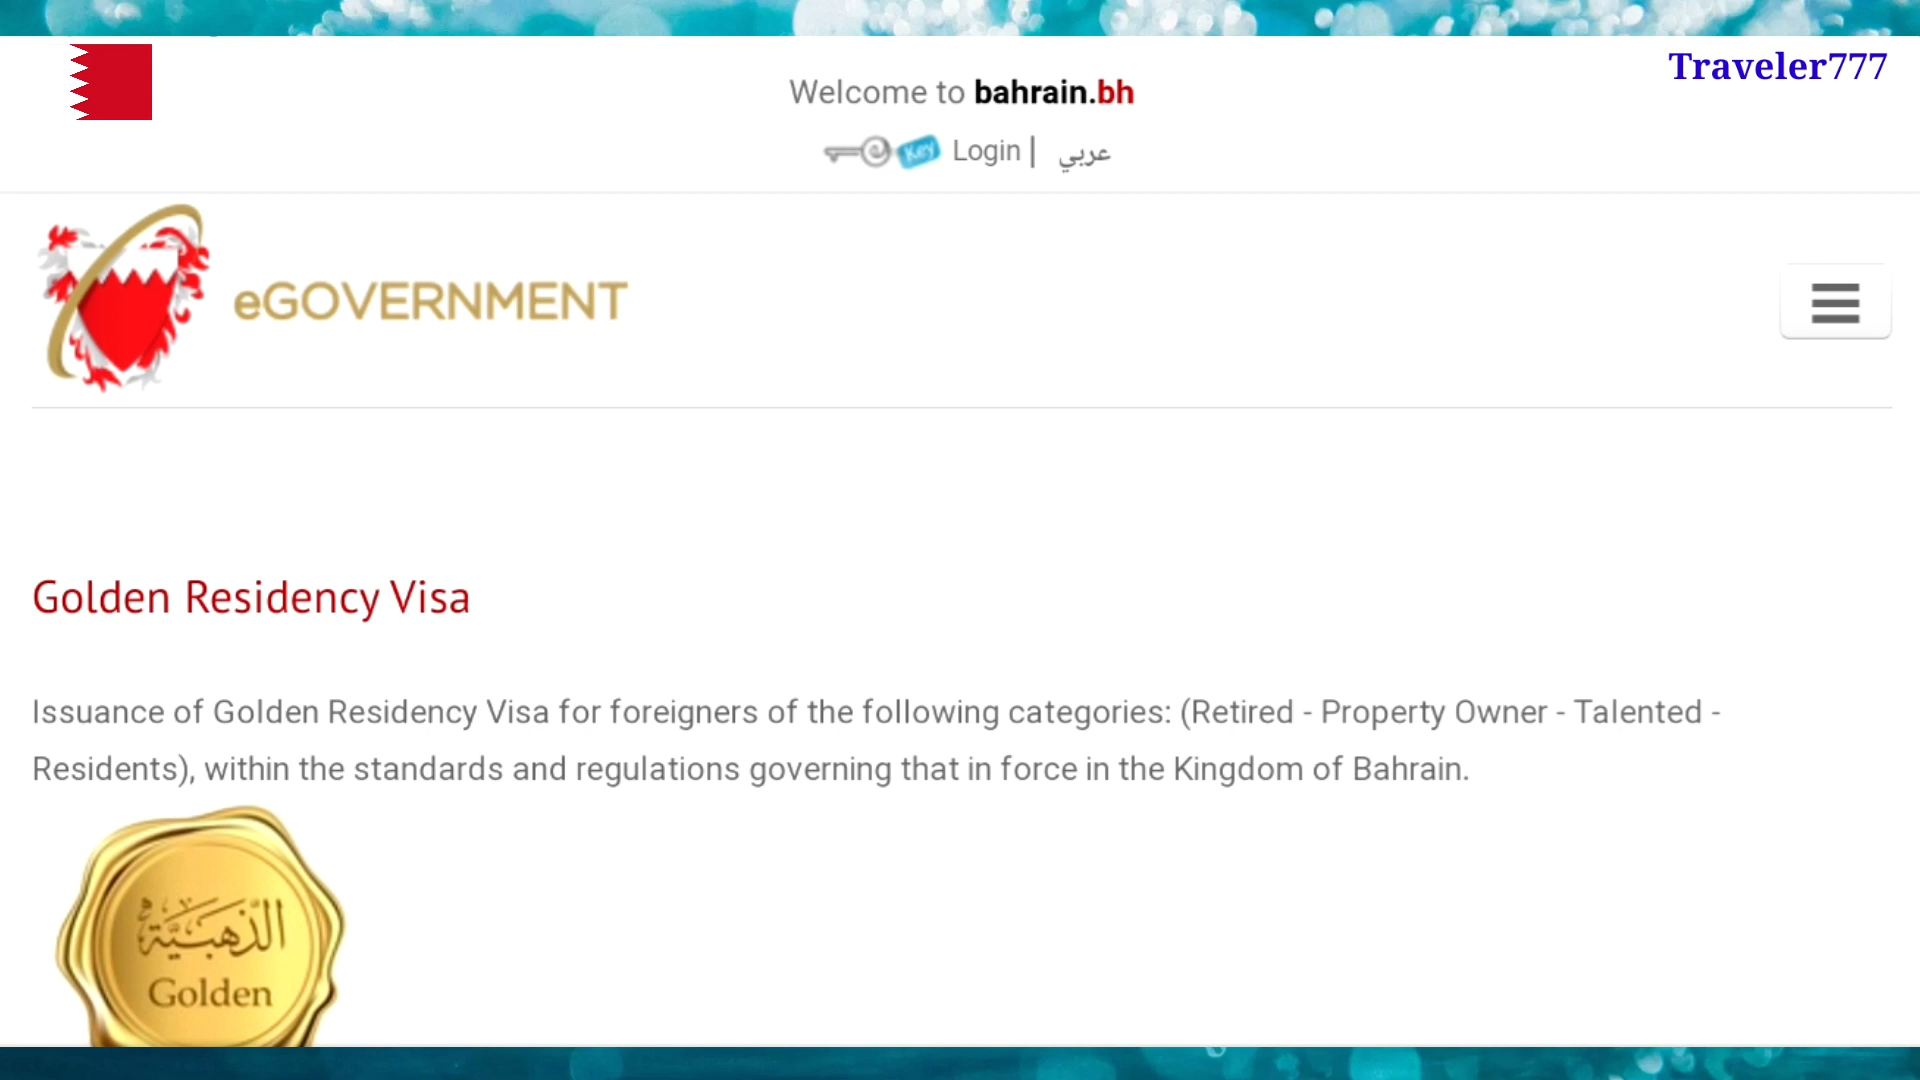 Traveler777
Welcome to bahrain.bh
Key Login | عربي
eGOVERNMENT
Golden Residency Visa
Issuance of Golden Residency Visa for foreigners of the following categories: (Retired - Property Owner - Talented -
Residents), within the standards and regulations governing that in force in the Kingdom of Bahrain.
الذّهبيّة
Golden